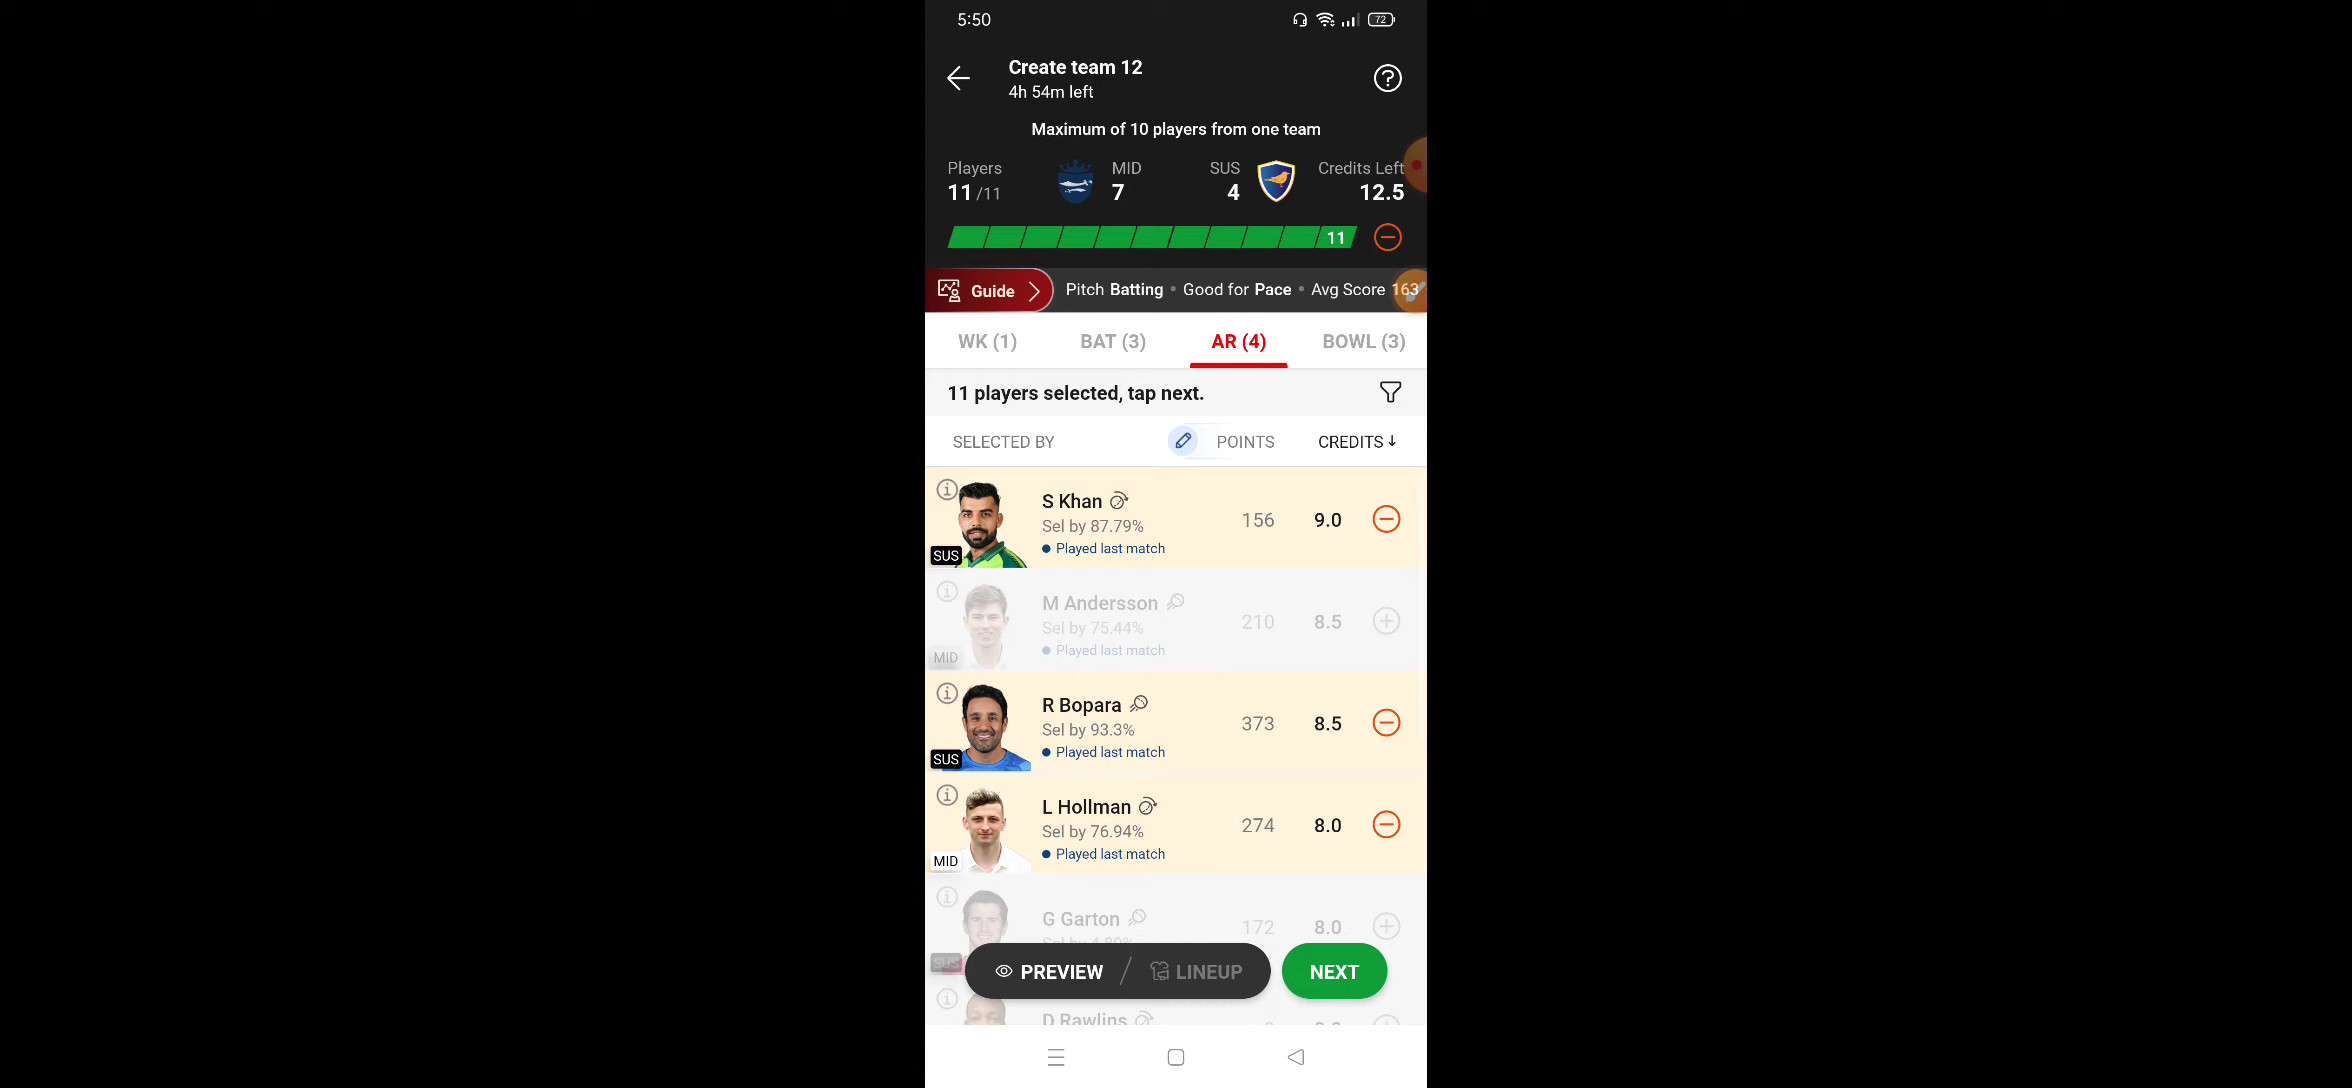 5:50
72
Create team 12
4h 54m left
Maximum of 10 players from one team
Players MID SUS Credits Left
11/11 7 4 12.5
11
Guide Pitch Batting • Good for Pace • Avg Score 163
WK (1) BAT (3) AR (4) BOWL (3)
11 players selected, tap next.
SELECTED BY POINTS CREDITS ↓
S Khan
Sel by 87.79% 156 9.0
SUS • Played last match
M Andersson
Sel by 75.44% 210 8.5
• Played last match
MID
R Bopara
Sel by 93.3% 373 8.5
SUS • Played last match
L Hollman
Sel by 76.94% 274 8.0
MID • Played last match
G Garton 172 8.0
Sel by 4.89%
SUS
PREVIEW / LINEUP NEXT
D Rawlins